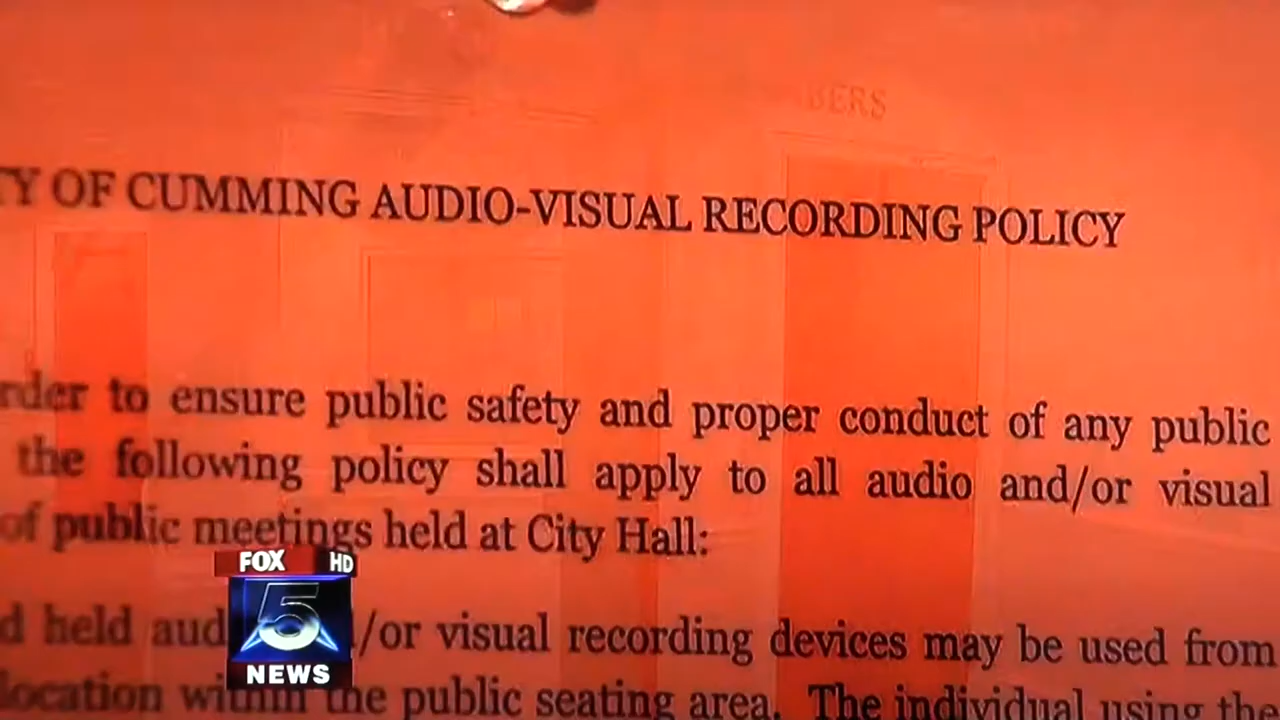 BERS
TY OF CUMMING AUDIO-VISUAL RECORDING POLICY
rder to ensure public safety and proper conduct of any public
the following policy shall apply to all audio and/or visual
of public meetings held at City Hall:
d held aud /or visual recording devices may be used from
location within the public seating area. The individual using the
FOX HD
5
NEWS